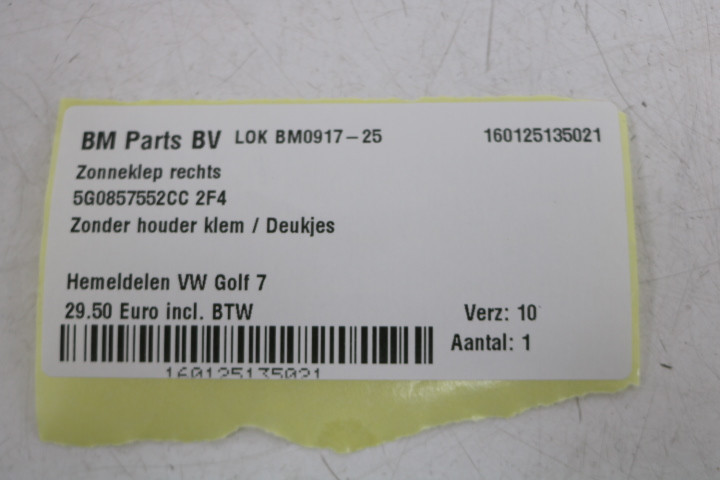 BM Parts BV LOK BM0917-25 160125135021
Zonneklep rechts
5G0857552CC 2F4
Zonder houder klem / Deukjes
Hemeldelen VW Golf 7
29.50 Euro incl. BTW Verz: 10
Aantal: 1
160125135021